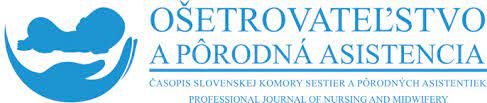 OŠETROVATEĽSTVO
A PÔRODNÁ ASISTENCIA
ČASOPIS SLOVENSKEJ KOMORY SESTIER A PÔRODNÝCH ASISTENTIEK
PROFESSIONAL JOURNAL OF NURSING AND MIDWIFERY